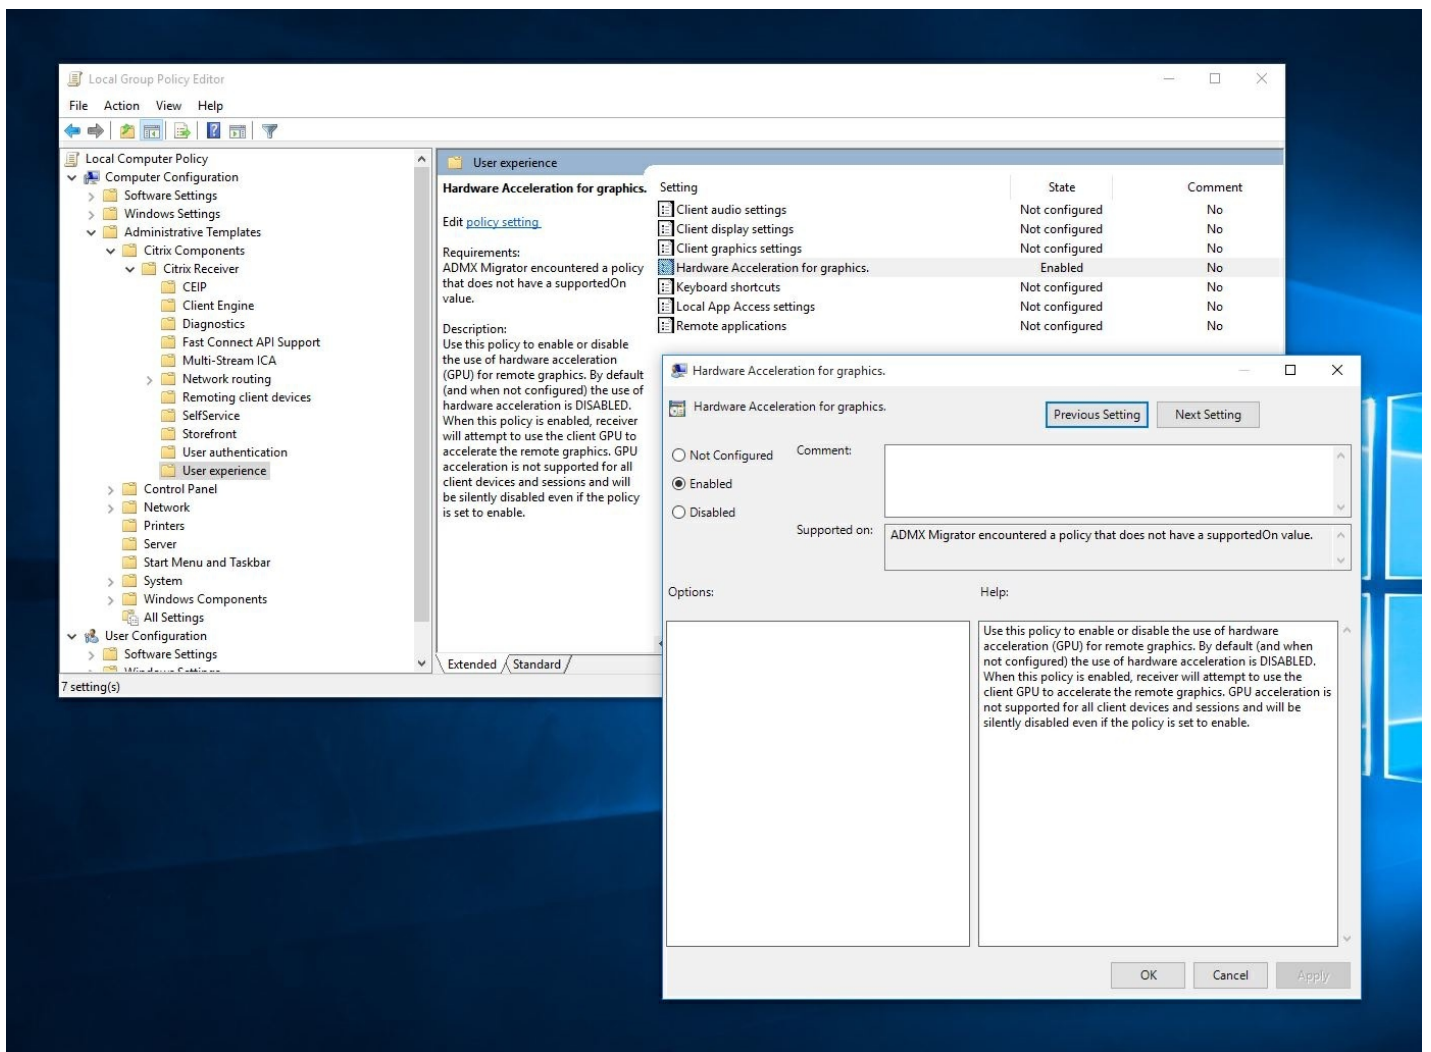 Local Group Policy Editor
File Action View Help
Local Computer Policy
Computer Configuration
Software Settings
Windows Settings
Administrative Templates
Citrix Components
Citrix Receiver
CEIP
Client Engine
Diagnostics
Fast Connect API Support
Multi-Stream ICA
Network routing
Remoting client devices
SelfService
Storefront
User authentication
User experience
Control Panel
Network
Printers
Server
Start Menu and Taskbar
System
Windows Components
All Settings
User Configuration
Software Settings
Windows Settings
7 setting(s)
User experience
Hardware Acceleration for graphics.
Edit policy setting
Requirements:
ADMX Migrator encountered a policy
that does not have a supportedOn
value.
Description:
Use this policy to enable or disable
the use of hardware acceleration
(GPU) for remote graphics. By default
(and when not configured) the use of
hardware acceleration is DISABLED.
When this policy is enabled, receiver
will attempt to use the client GPU to
accelerate the remote graphics. GPU
acceleration is not supported for all
client devices and sessions and will
be silently disabled even if the policy
is set to enable.
Setting State Comment
Client audio settings Not configured No
Client display settings Not configured No
Client graphics settings Not configured No
Hardware Acceleration for graphics. Enabled No
Keyboard shortcuts Not configured No
Local App Access settings Not configured No
Remote applications Not configured No
Extended Standard
Hardware Acceleration for graphics.
Hardware Acceleration for graphics.
Previous Setting Next Setting
Not Configured Comment:
Enabled
Disabled
Supported on: ADMX Migrator encountered a policy that does not have a supportedOn value.
Options: Help:
Use this policy to enable or disable the use of hardware
acceleration (GPU) for remote graphics. By default (and when
not configured) the use of hardware acceleration is DISABLED.
When this policy is enabled, receiver will attempt to use the
client GPU to accelerate the remote graphics. GPU acceleration is
not supported for all client devices and sessions and will be
silently disabled even if the policy is set to enable.
OK Cancel Apply